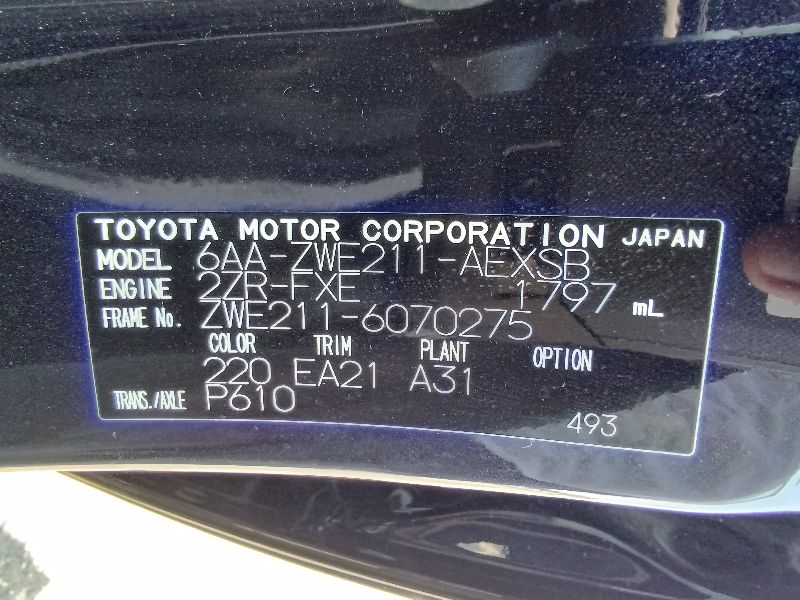 TOYOTA MOTOR CORPORATION JAPAN
MODEL 6AA-ZWE211-AEXSB
ENGINE 2ZR-FXE 1797 mL
FRAME No. ZWE211-6070275
COLOR TRIM PLANT OPTION
220 EA21 A31
TRANS./AXLE P610
493